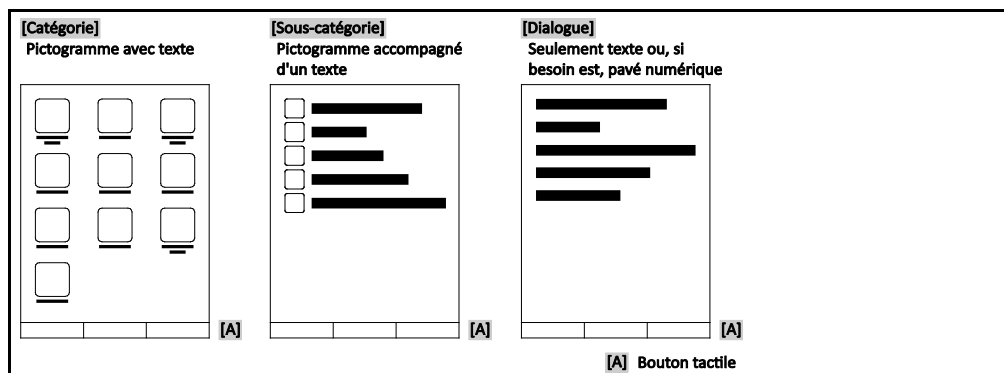 [Catégorie]
Pictogramme avec texte
[Sous-catégorie]
Pictogramme accompagné
d'un texte
[Dialogue]
Seulement texte ou, si
besoin est, pavé numérique
[A]
[A]
[A]
[A] Bouton tactile